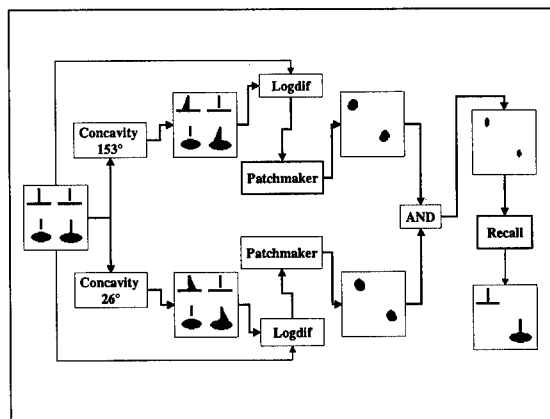 Logdif
Concavity
153°
Patchmaker
AND
Recall
Patchmaker
Concavity
26°
Logdif